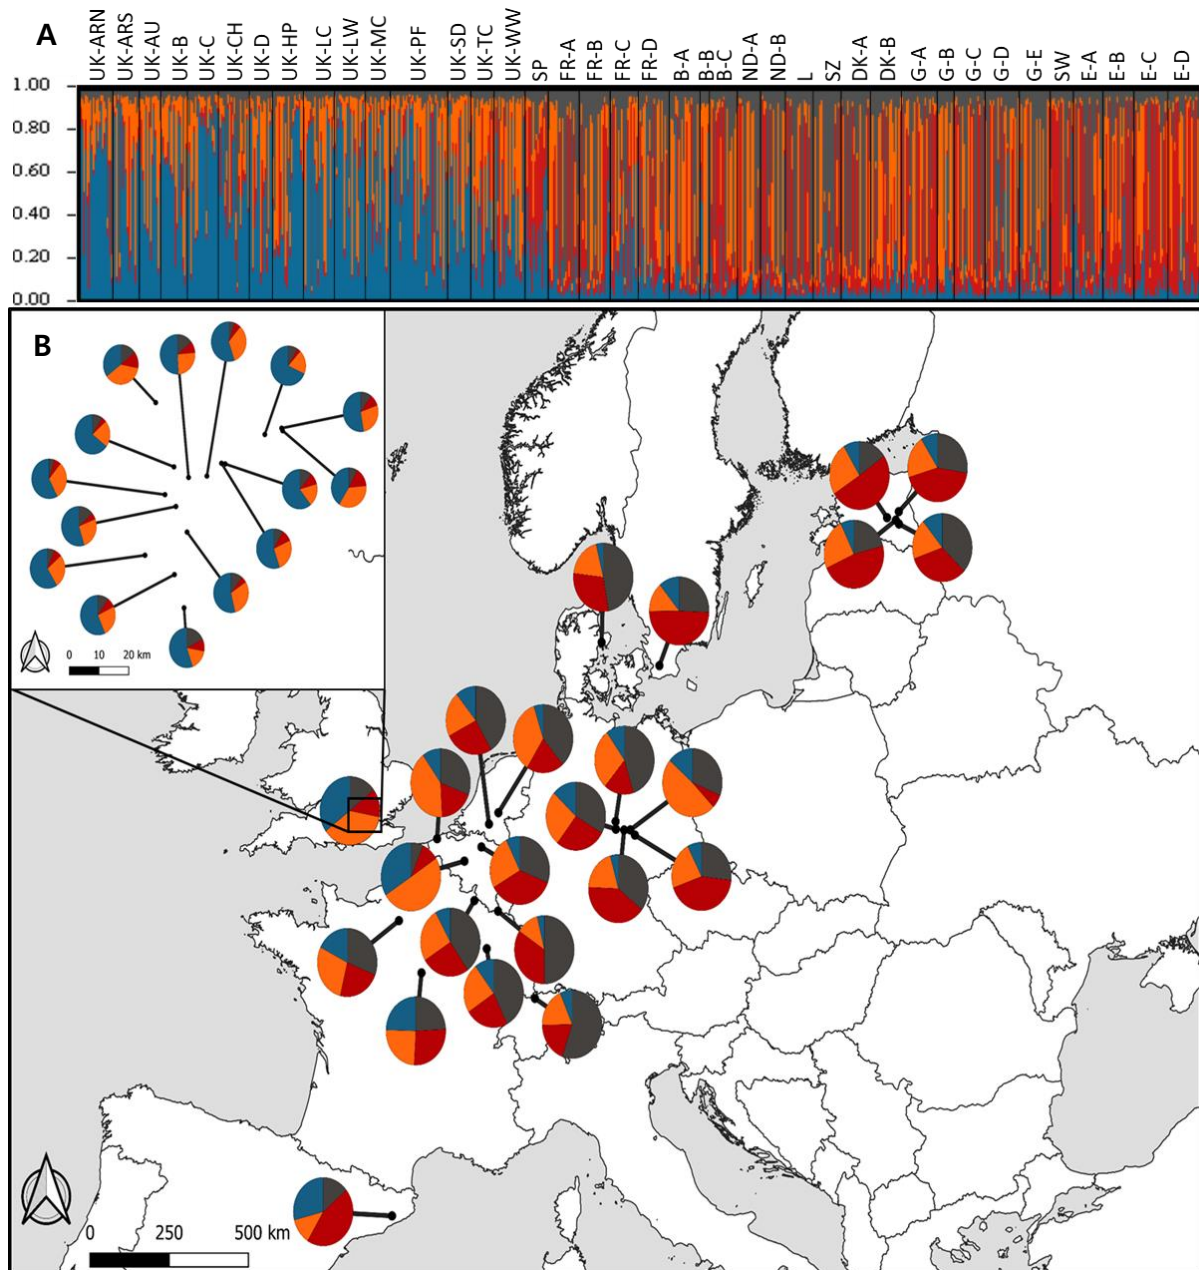 A
UK-ARN
UK-ARS
UK-AU
UK-B
UK-C
UK-CH
UK-D
UK-HP
UK-LC
UK-LW
UK-MC
UK-PF
UK-SD
UK-TC
UK-WW
SP
FR-A
FR-B
FR-C
FR-D
B-A
B-B
B-C
ND-A
ND-B
L
SZ
DK-A
DK-B
G-A
G-B
G-C
G-D
G-E
SW
E-A
E-B
E-C
E-D
1.00
0.80
0.60
0.40
0.20
0.00
B
0 10 20 km
0 250 500 km